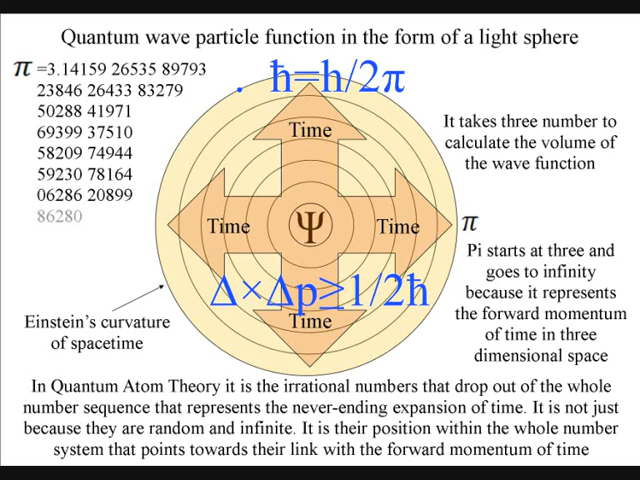 Quantum wave particle function in the form of a light sphere
π =3.14159 26535 89793
23846 26433 83279
50288 41971
69399 37510
58209 74944
59230 78164
06286 20899
86280
. ħ=h/2π
Time
It takes three number to
calculate the volume of
the wave function
Time
Ψ
Time
π
Pi starts at three and
goes to infinity
because it represents
the forward momentum
of time in three
dimensional space
Δ×Δp≥1/2ħ
Time
Einstein's curvature
of spacetime
In Quantum Atom Theory it is the irrational numbers that drop out of the whole
number sequence that represents the never-ending expansion of time. It is not just
because they are random and infinite. It is their position within the whole number
system that points towards their link with the forward momentum of time